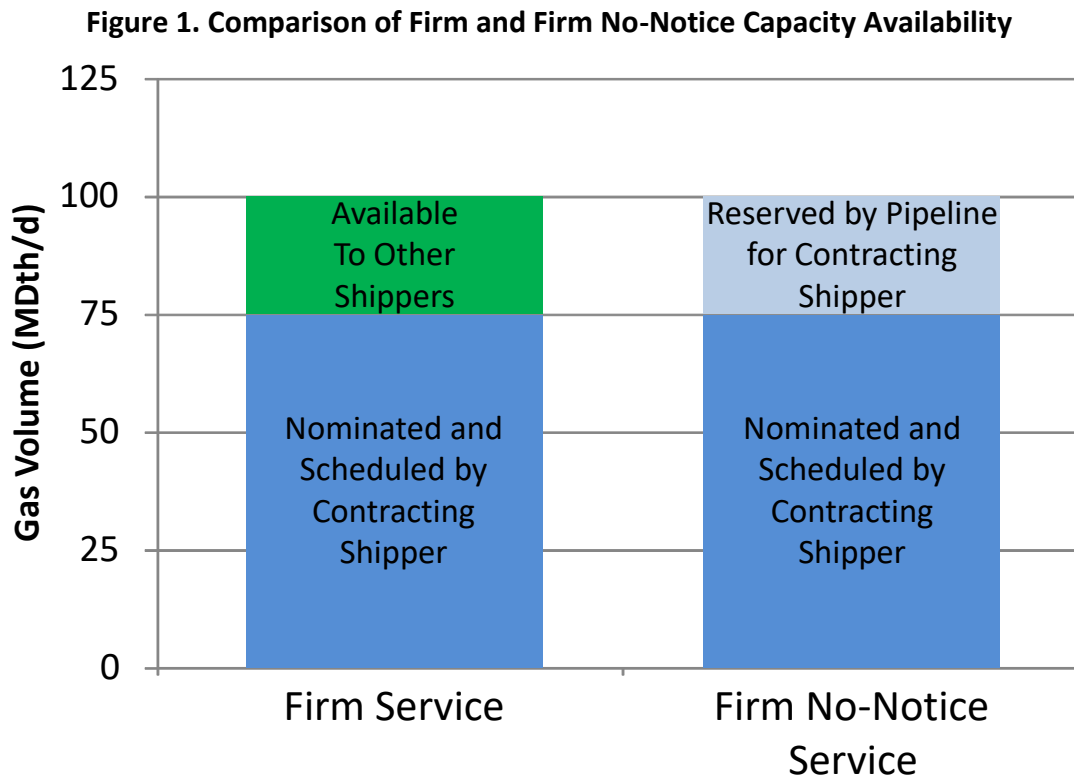 Figure 1. Comparison of Firm and Firm No-Notice Capacity Availability
125
100
75
50
25
0
Gas Volume (MDth/d)
Available
To Other
Shippers
Nominated and
Scheduled by
Contracting
Shipper
Reserved by Pipeline
for Contracting
Shipper
Nominated and
Scheduled by
Contracting
Shipper
Firm Service
Firm No-Notice
Service